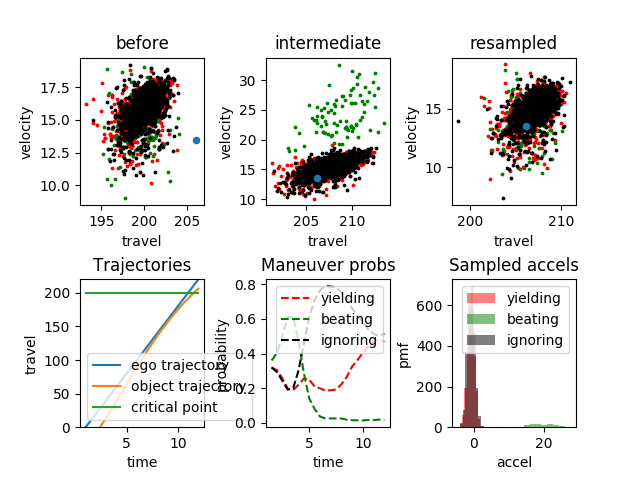 before
intermediate
resampled
17.5
15.0
12.5
10.0
velocity
195
200
205
travel
30
25
20
15
10
velocity
206
210
travel
15
10
velocity
200
210
travel
Trajectories
Maneuver probs
Sampled accels
200
150
100
50
0
travel
ego trajectory
object trajectory
critical point
5
10
time
0.8
0.6
0.4
0.2
0.0
probability
yielding
beating
ignoring
5
10
time
600
400
200
0
pmf
yielding
beating
ignoring
0
20
accel